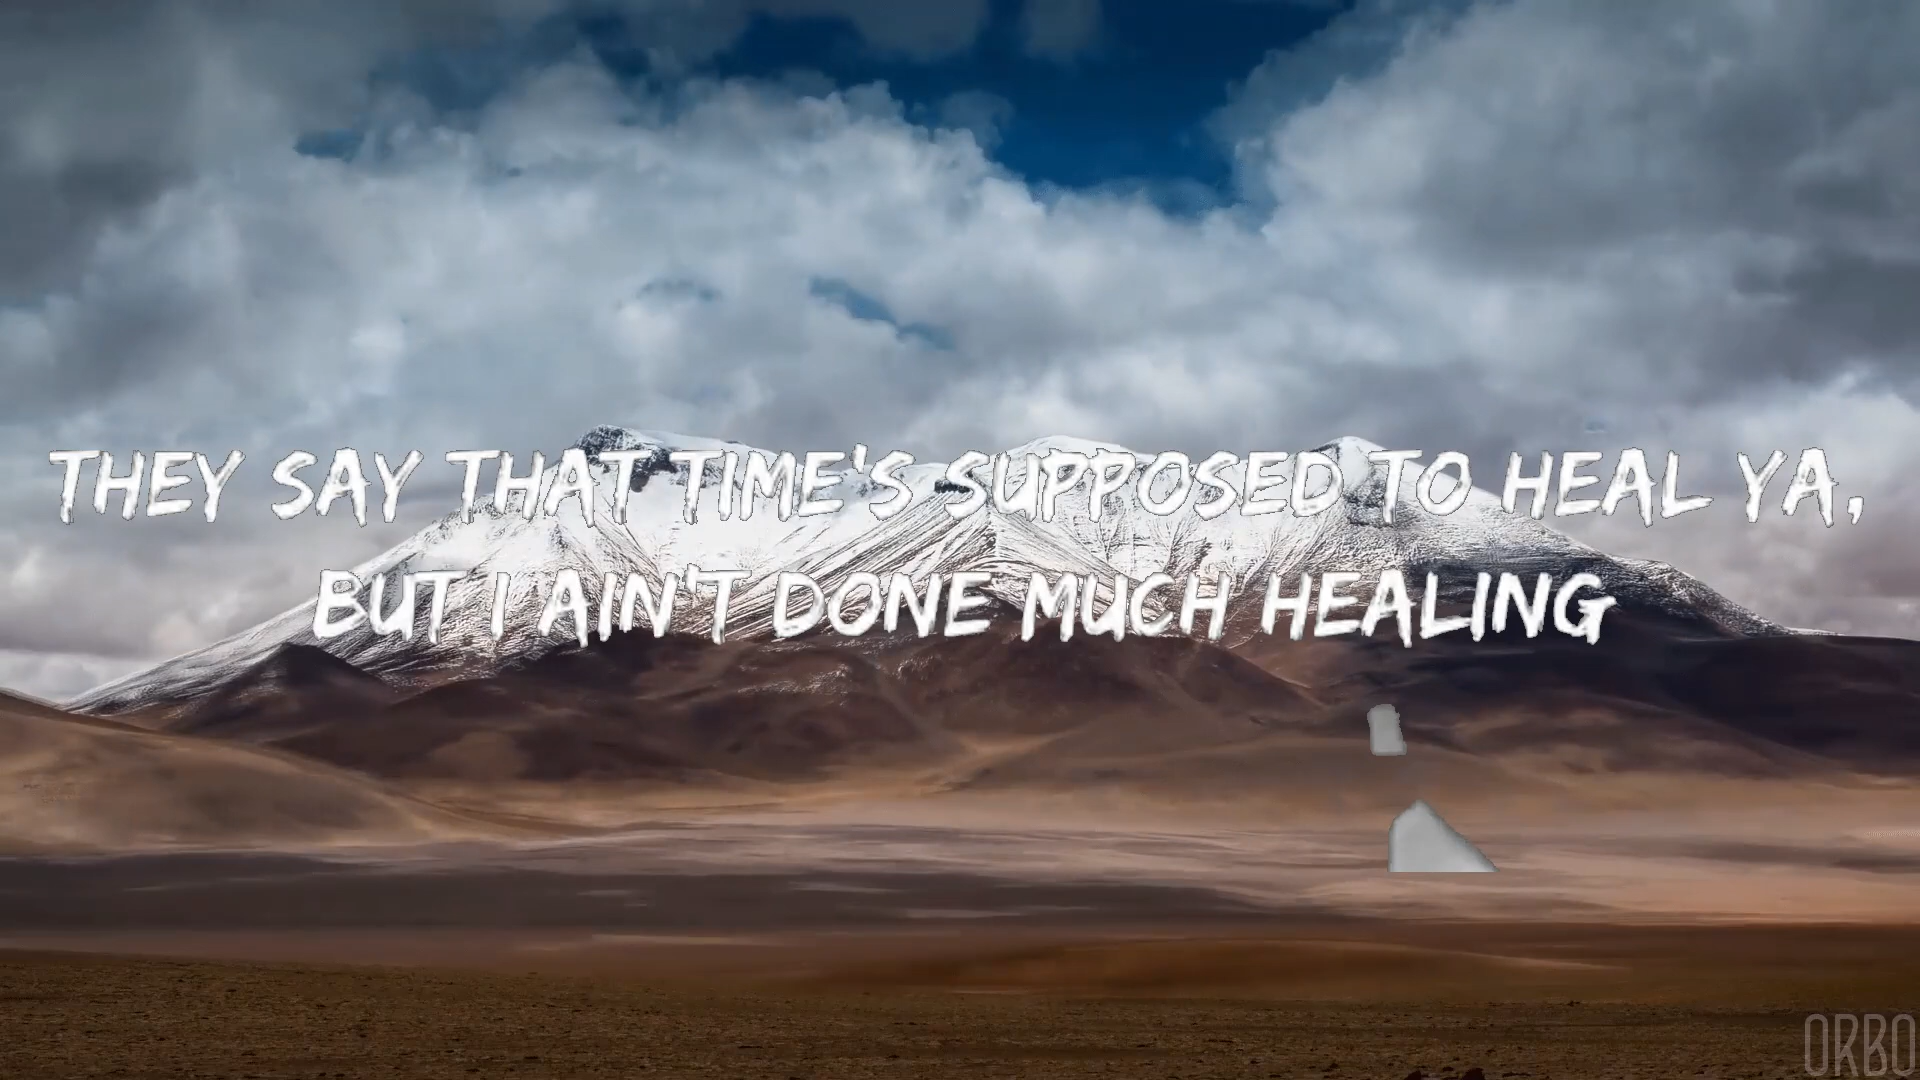 THEY SAY THAT TIME'S SUPPOSED TO HEAL YA,
BUT I AIN'T DONE MUCH HEALING
ORBO